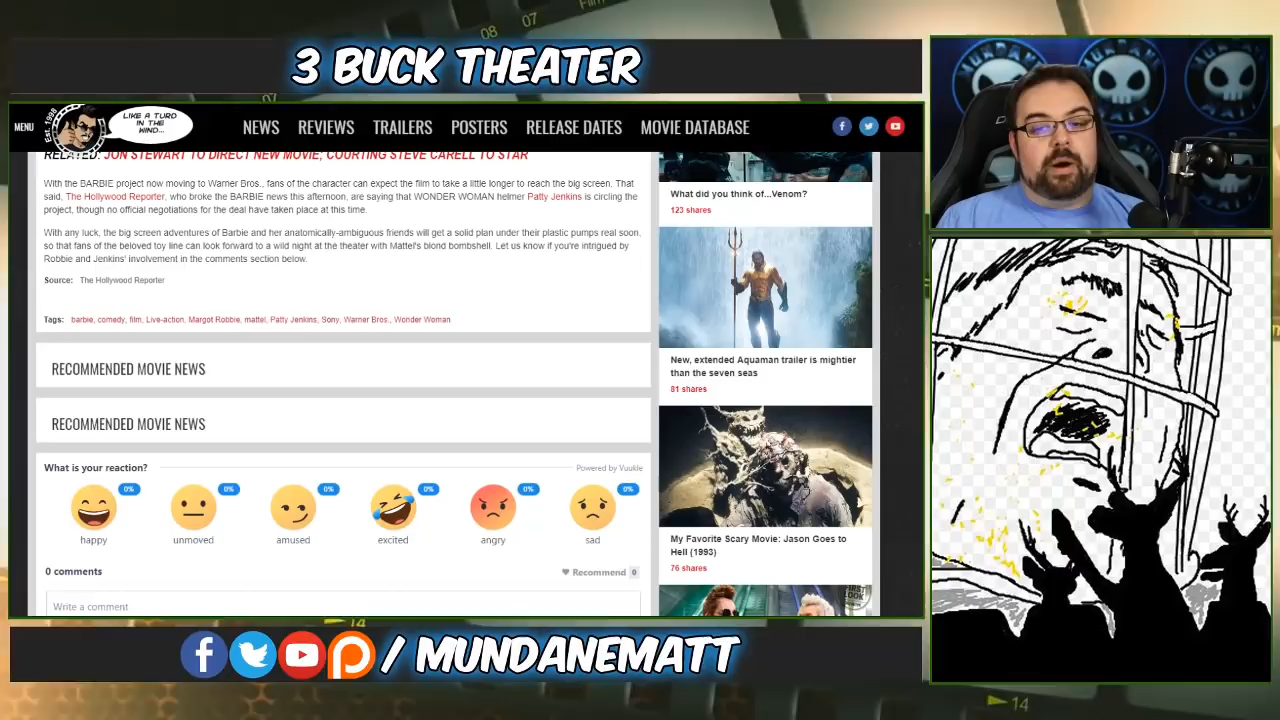 08
07
Film
3 BUCK THEATER
07
MENU
Est. 1998
LIKE A TURD
IN THE
WIND...
NEWS
REVIEWS
TRAILERS
POSTERS
RELEASE DATES
MOVIE DATABASE
RELATED: JON STEWART TO DIRECT NEW MOVIE; COURTING STEVE CARELL TO STAR
With the BARBIE project now moving to Warner Bros., fans of the character can expect the film to take a little longer to reach the big screen. That
said, The Hollywood Reporter, who broke the BARBIE news this afternoon, are saying that WONDER WOMAN helmer Patty Jenkins is circling the
project, though no official negotiations for the deal have taken place at this time.
With any luck, the big screen adventures of Barbie and her anatomically-ambiguous friends will get a solid plan under their plastic pumps real soon,
so that fans of the beloved toy line can look forward to a wild night at the theater with Mattel's blond bombshell. Let us know if you're intrigued by
Robbie and Jenkins' involvement in the comments section below.
Source: The Hollywood Reporter
Tags: barbie, comedy, film, Live-action, Margot Robbie, mattel, Patty Jenkins, Sony, Warner Bros., Wonder Woman
RECOMMENDED MOVIE NEWS
RECOMMENDED MOVIE NEWS
What is your reaction?
Powered by Vuukle
0%
0%
0%
0%
0%
0%
happy
unmoved
amused
excited
angry
sad
0 comments
Recommend 0
Write a comment
What did you think of...Venom?
123 shares
New, extended Aquaman trailer is mightier
than the seven seas
81 shares
My Favorite Scary Movie: Jason Goes to
Hell (1993)
76 shares
FIRST
LOOK
MUNDANE
MATT
14
/ MUNDANEMATT
14